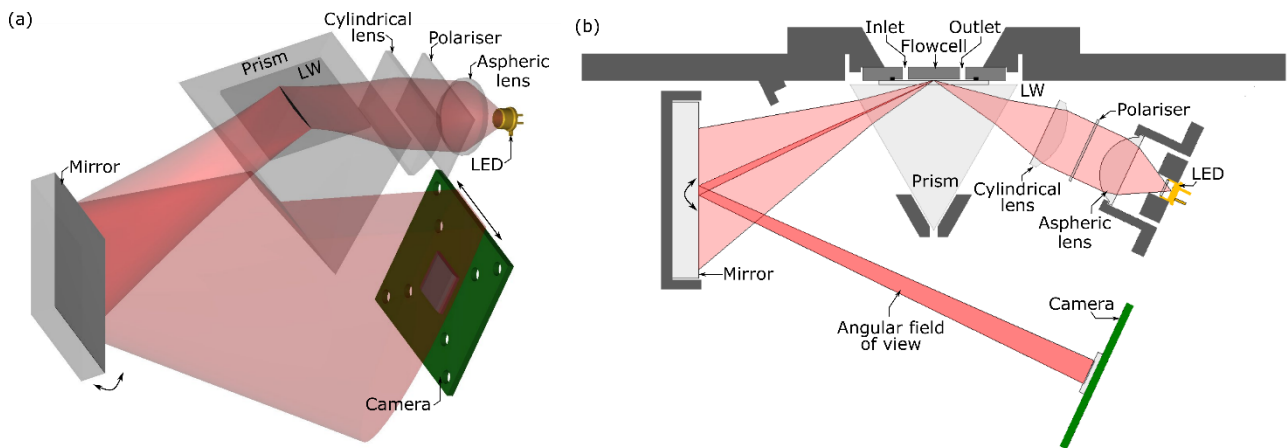 (a)
Cylindrical
lens
Polariser
Aspheric
lens
Prism
LW
LED
Mirror
Camera
(b)
Inlet
Outlet
Flowcell
LW
Polariser
LED
Prism
Cylindrical
lens
Aspheric
lens
Mirror
Angular field
of view
Camera